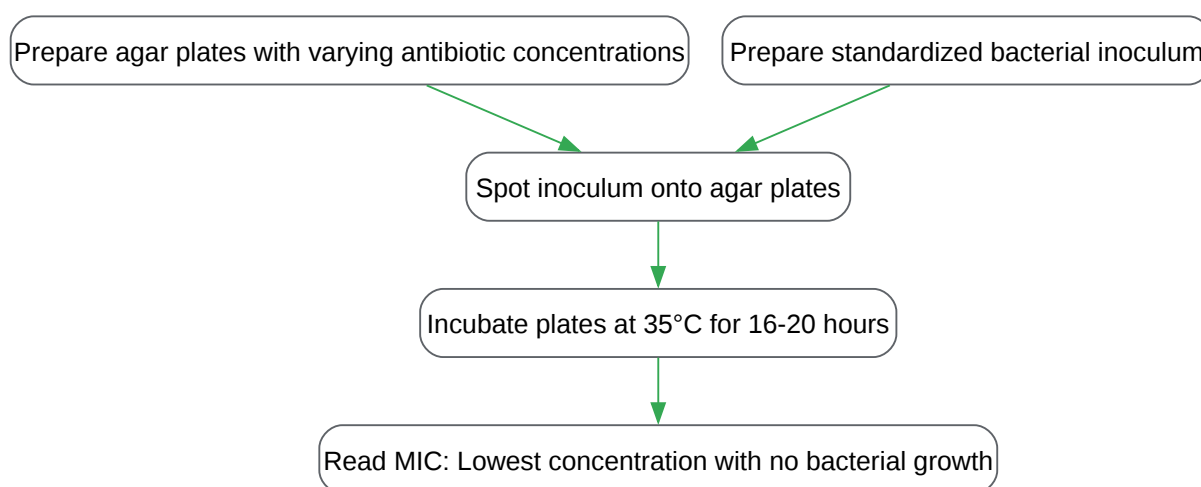 Prepare agar plates with varying antibiotic concentrations
Prepare standardized bacterial inoculum
Spot inoculum onto agar plates
Incubate plates at 35°C for 16-20 hours
Read MIC: Lowest concentration with no bacterial growth